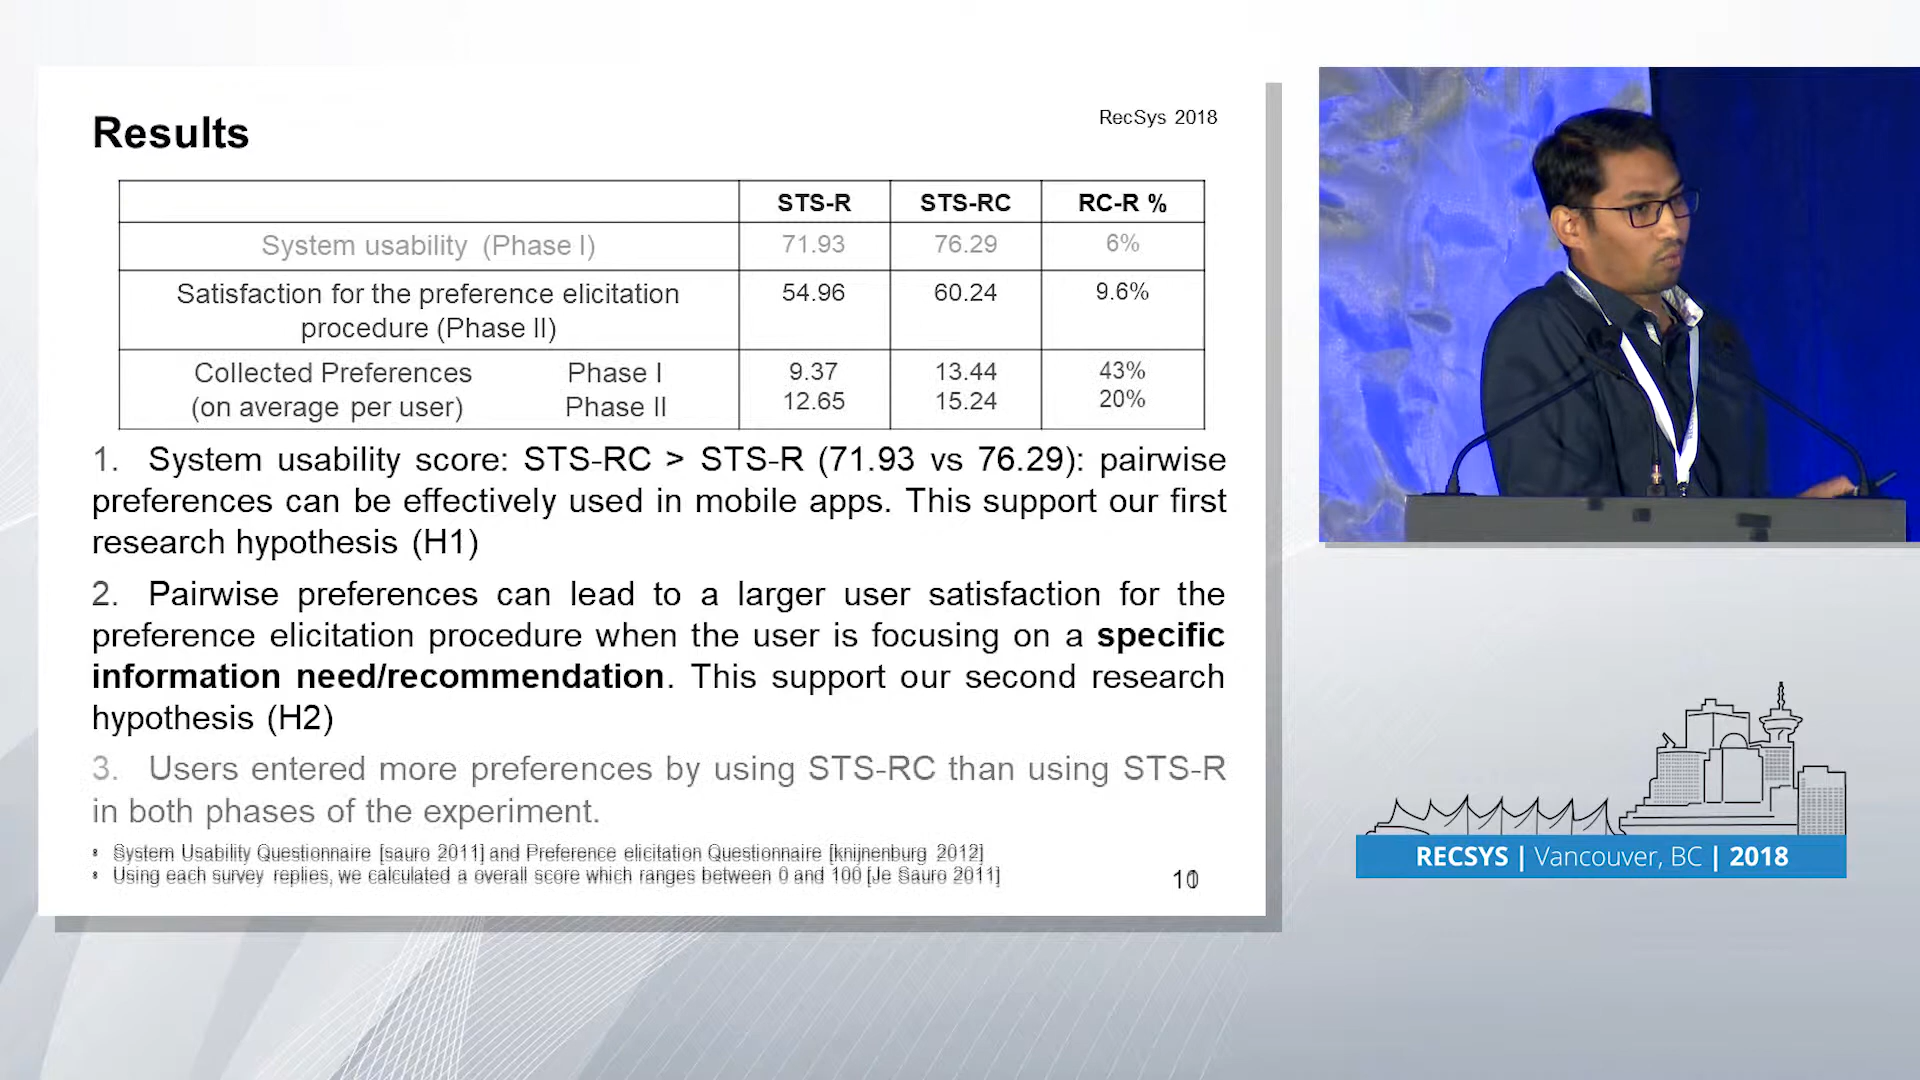 RecSys 2018
Results
STS-R STS-RC RC-R %
System usability (Phase I) 71.93 76.29 6%
Satisfaction for the preference elicitation 54.96 60.24 9.6%
procedure (Phase II)
Collected Preferences Phase I 9.37 13.44 43%
(on average per user) Phase II 12.65 15.24 20%
1. System usability score: STS-RC > STS-R (71.93 vs 76.29): pairwise
preferences can be effectively used in mobile apps. This support our first
research hypothesis (H1)
2. Pairwise preferences can lead to a larger user satisfaction for the
preference elicitation procedure when the user is focusing on a specific
information need/recommendation. This support our second research
hypothesis (H2)
3. Users entered more preferences by using STS-RC than using STS-R
in both phases of the experiment.
• System Usability Questionnaire [sauro 2011] and Preference elicitation Questionnaire [knijnenburg 2012]
• Using each survey replies, we calculated a overall score which ranges between 0 and 100 [Je Sauro 2011]
RECSYS | Vancouver, BC | 2018